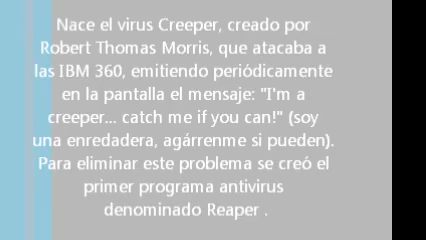 Nace el virus Creeper, creado por
Robert Thomas Morris, que atacaba a
las IBM 360, emitiendo periódicamente
en la pantalla el mensaje: "I'm a
creeper... catch me if you can!" (soy
una enredadera, agárrenme si pueden).
Para eliminar este problema se creó el
primer programa antivirus
denominado Reaper .